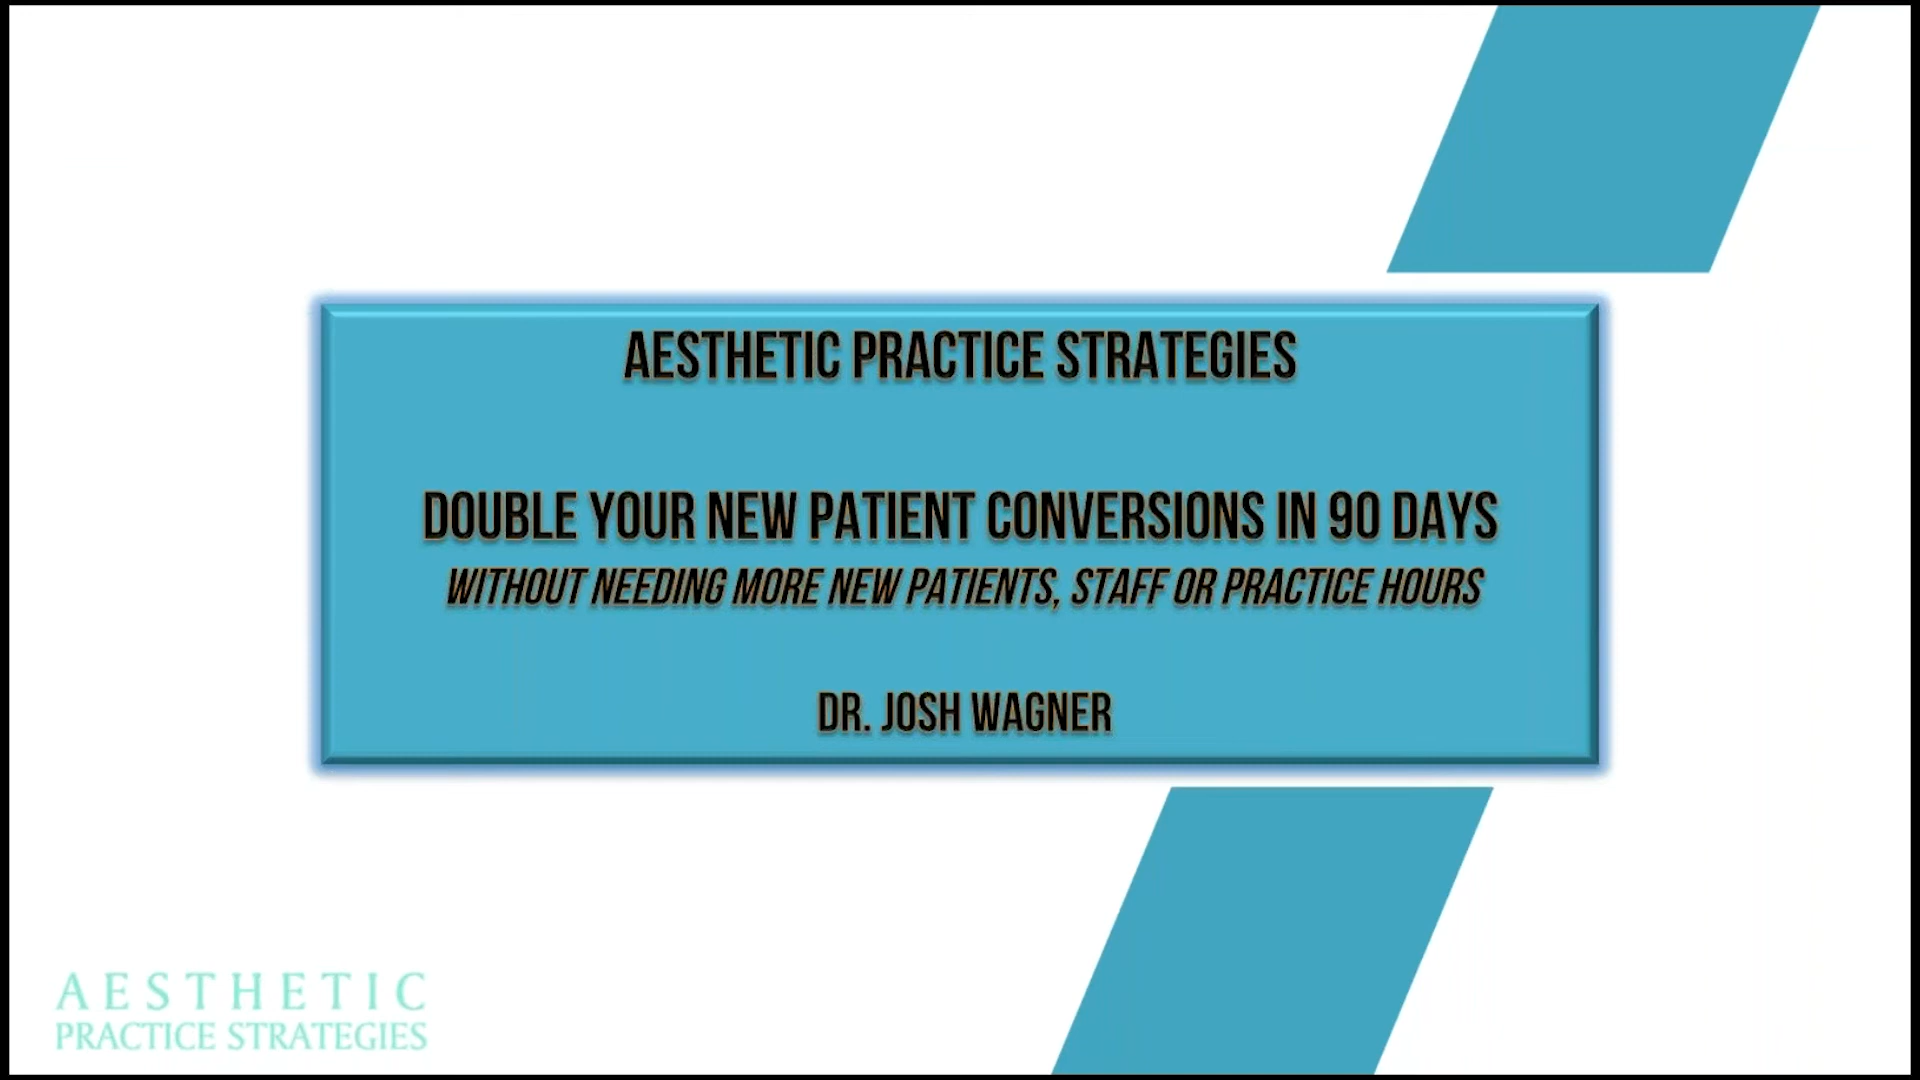 AESTHETIC PRACTICE STRATEGIES
DOUBLE YOUR NEW PATIENT CONVERSIONS IN 90 DAYS
WITHOUT NEEDING MORE NEW PATIENTS, STAFF OR PRACTICE HOURS
DR. JOSH WAGNER
AESTHETIC
PRACTICE STRATEGIES